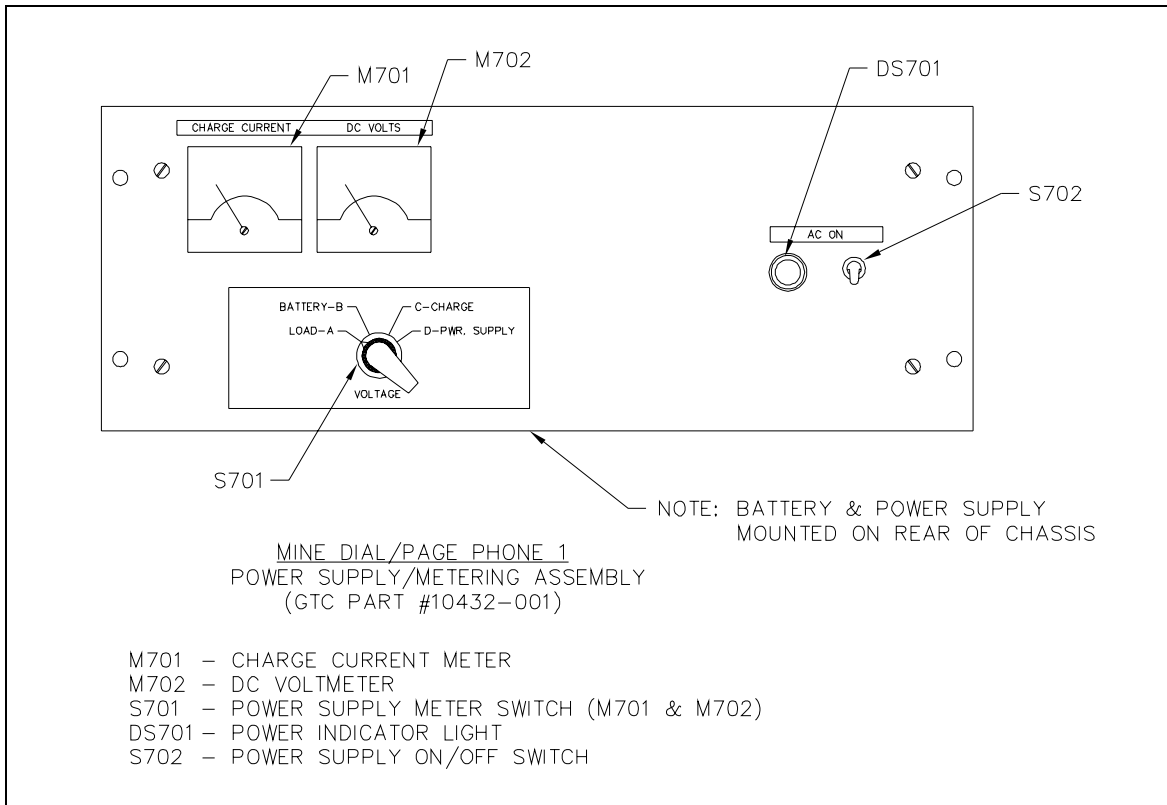 M701
M702
DS701
CHARGE CURRENT
DC VOLTS
S702
AC ON
BATTERY-B
C-CHARGE
LOAD-A
D-PWR. SUPPLY
VOLTAGE
S701
NOTE: BATTERY & POWER SUPPLY
MOUNTED ON REAR OF CHASSIS
MINE DIAL/PAGE PHONE 1
POWER SUPPLY/METERING ASSEMBLY
(GTC PART #10432-001)
M701 - CHARGE CURRENT METER
M702 - DC VOLTMETER
S701 - POWER SUPPLY METER SWITCH (M701 & M702)
DS701 - POWER INDICATOR LIGHT
S702 - POWER SUPPLY ON/OFF SWITCH